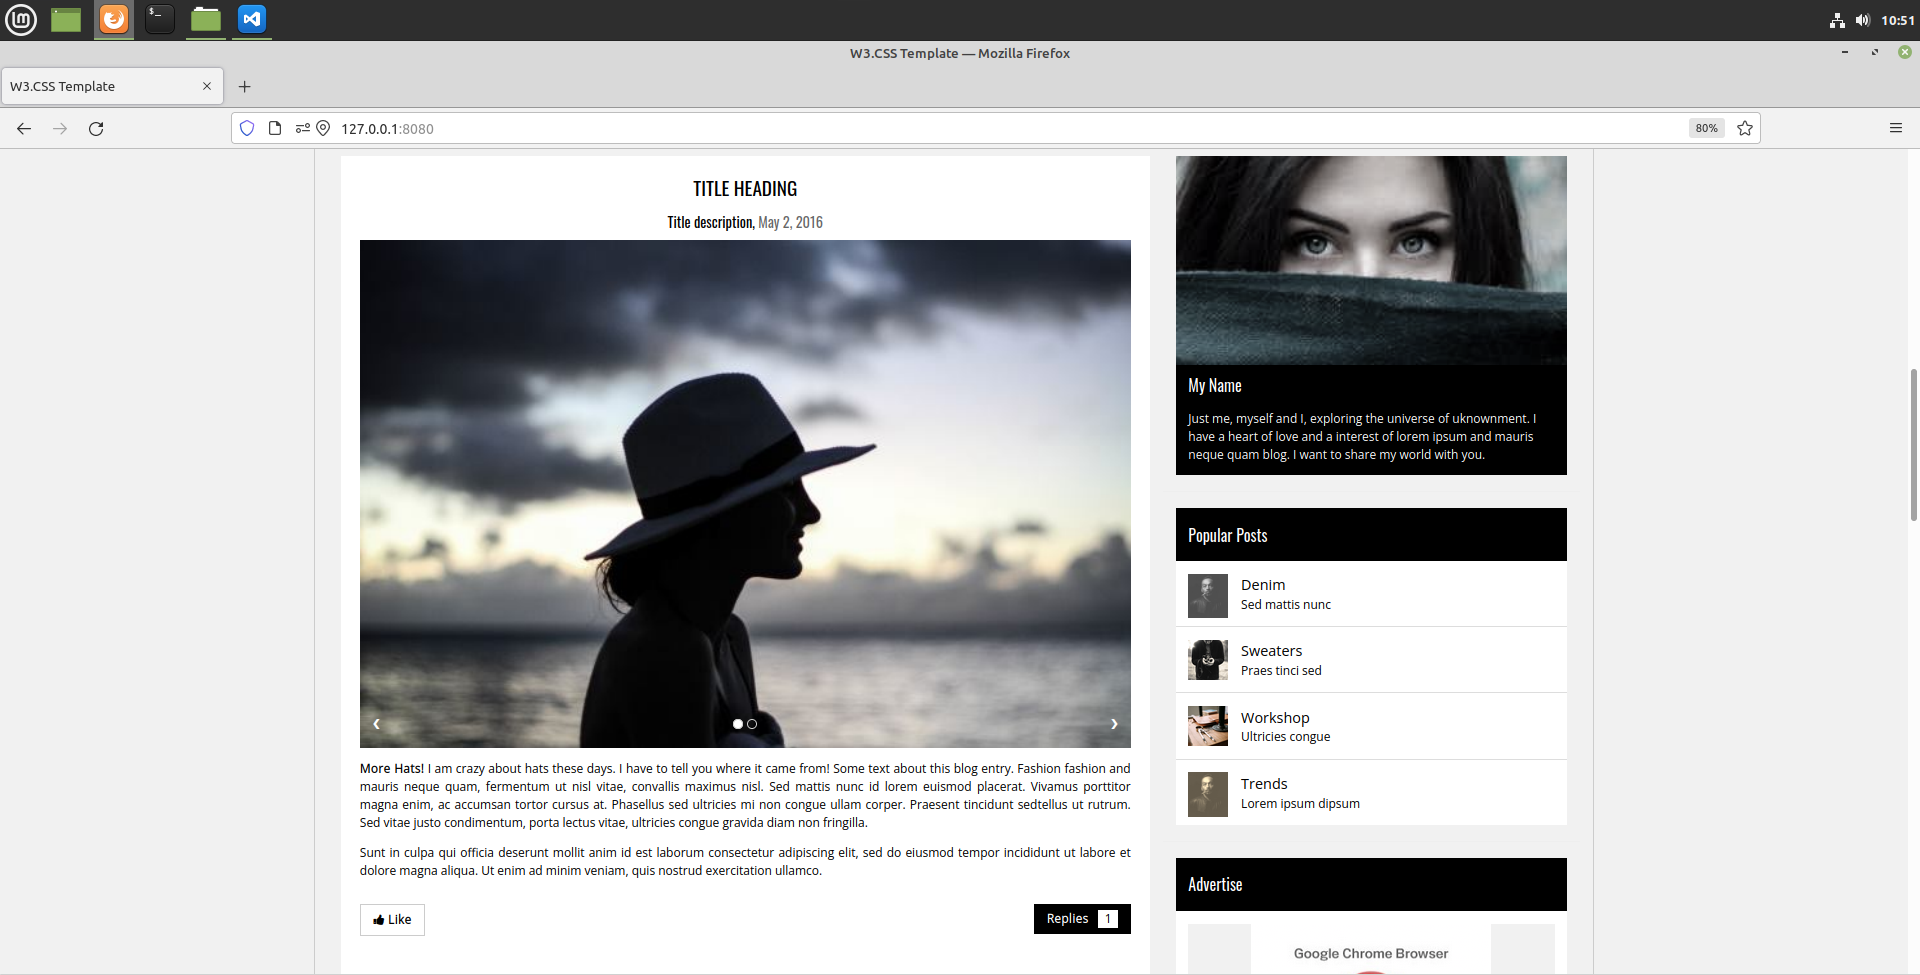 10:51
W3.CSS Template — Mozilla Firefox
W3.CSS Template
127.0.0.1:8080
80%
TITLE HEADING
Title description, May 2, 2016
More Hats! I am crazy about hats these days. I have to tell you where it came from! Some text about this blog entry. Fashion fashion and
mauris neque quam, fermentum ut nisl vitae, convallis maximus nisl. Sed mattis nunc id lorem euismod placerat. Vivamus porttitor
magna enim, ac accumsan tortor cursus at. Phasellus sed ultricies mi non congue ullam corper. Praesent tincidunt sedtellus ut rutrum.
Sed vitae justo condimentum, porta lectus vitae, ultricies congue gravida diam non fringilla.
Sunt in culpa qui officia deserunt mollit anim id est laborum consectetur adipiscing elit, sed do eiusmod tempor incididunt ut labore et
dolore magna aliqua. Ut enim ad minim veniam, quis nostrud exercitation ullamco.
Like
Replies 1
My Name
Just me, myself and I, exploring the universe of uknownment. I
have a heart of love and a interest of lorem ipsum and mauris
neque quam blog. I want to share my world with you.
Popular Posts
Denim
Sed mattis nunc
Sweaters
Praes tinci sed
Workshop
Ultricies congue
Trends
Lorem ipsum dipsum
Advertise
Google Chrome Browser